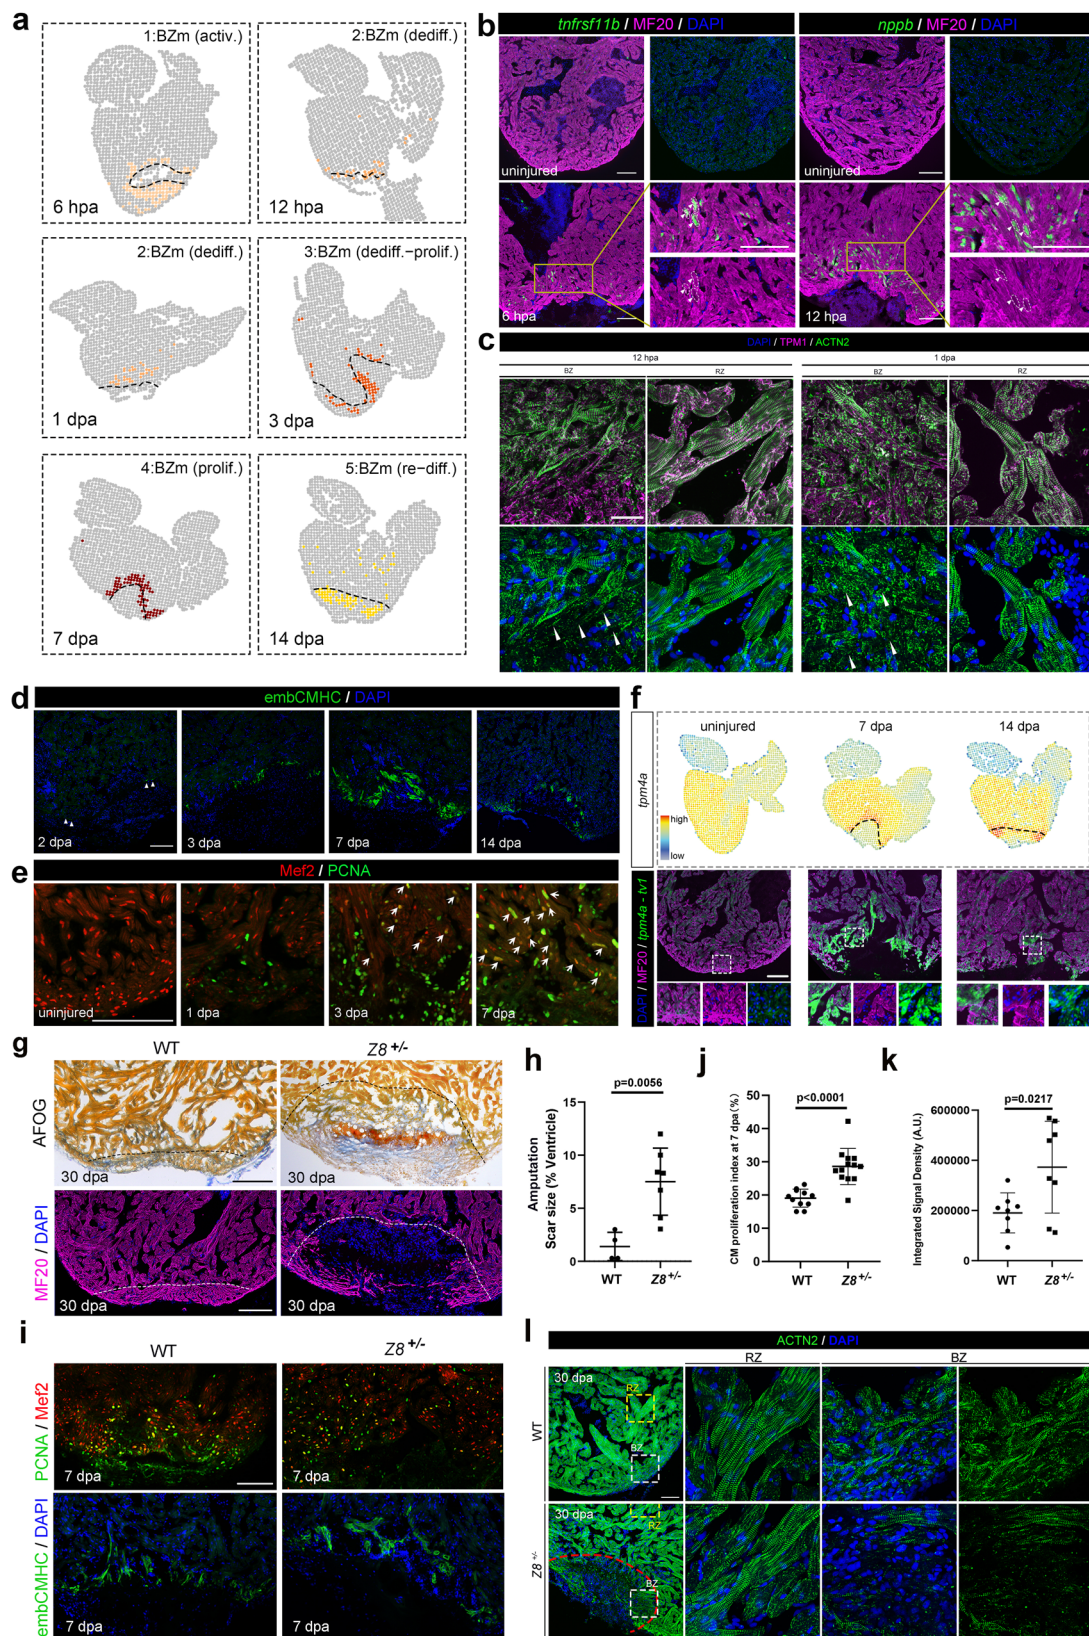 a
1:BZm (activ.)
6 hpa
2:BZm (dediff.)
12 hpa
2:BZm (dediff.)
1 dpa
3:BZm (dediff.-prolif.)
3 dpa
4:BZm (prolif.)
7 dpa
5:BZm (re-diff.)
14 dpa
b
tnfrsf11b / MF20 / DAPI
nppb / MF20 / DAPI
uninjured
uninjured
6 hpa
12 hpa
c
DAPI / TPM1 / ACTN2
12 hpa
1 dpa
BZ
RZ
BZ
RZ
d
embCMHC / DAPI
2 dpa
3 dpa
7 dpa
14 dpa
e
Mef2 / PCNA
uninjured
1 dpa
3 dpa
7 dpa
f
tpm4a
uninjured
7 dpa
14 dpa
high
low
DAPI / MF20 / tpm4a - tv1
g
WT
Z8+/-
AFOG
30 dpa
30 dpa
MF20 / DAPI
30 dpa
30 dpa
h
p=0.0056
Amputation
Scar size (% Ventricle)
15
10
5
0
WT
Z8+/-
j
p<0.0001
CM proliferation index at 7 dpa (%)
50
40
30
20
10
0
WT
Z8+/-
k
p=0.0217
Integrated Signal Density (A.U.)
600000
400000
200000
0
WT
Z8+/-
i
WT
Z8+/-
PCNA / Mef2
7 dpa
7 dpa
embCMHC / DAPI
7 dpa
7 dpa
l
ACTN2 / DAPI
RZ
BZ
WT
30 dpa
RZ
BZ
Z8+/-
30 dpa
RZ
BZ